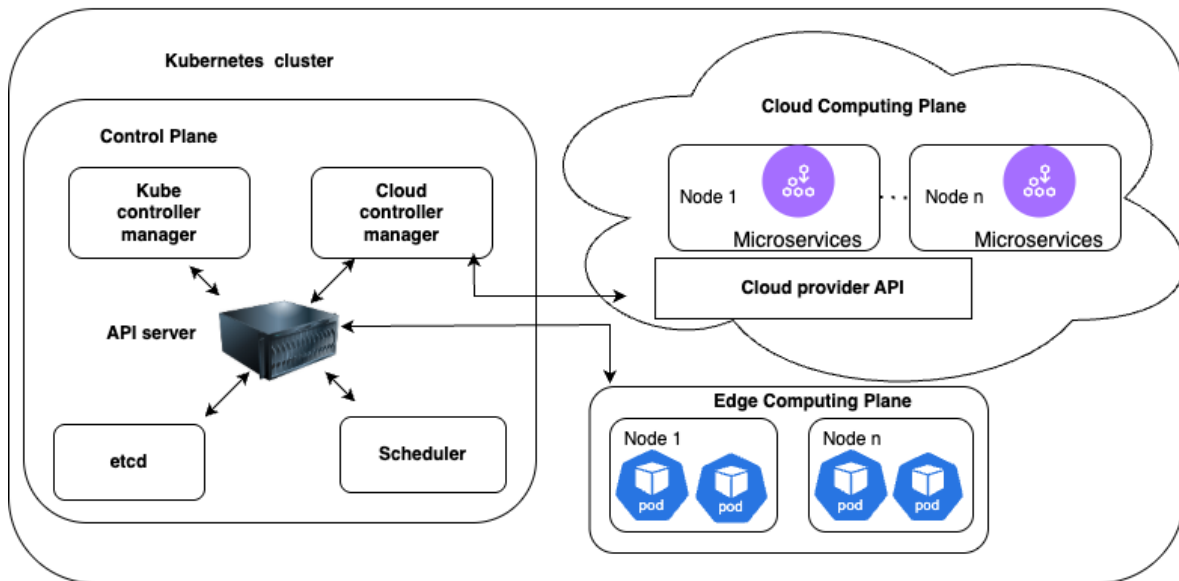 Kubernetes cluster
Control Plane
Kube
controller
manager
Cloud
controller
manager
API server
etcd
Scheduler
Cloud Computing Plane
Node 1
Microservices
...
Node n
Microservices
Cloud provider API
Edge Computing Plane
Node 1
pod
pod
Node n
pod
pod